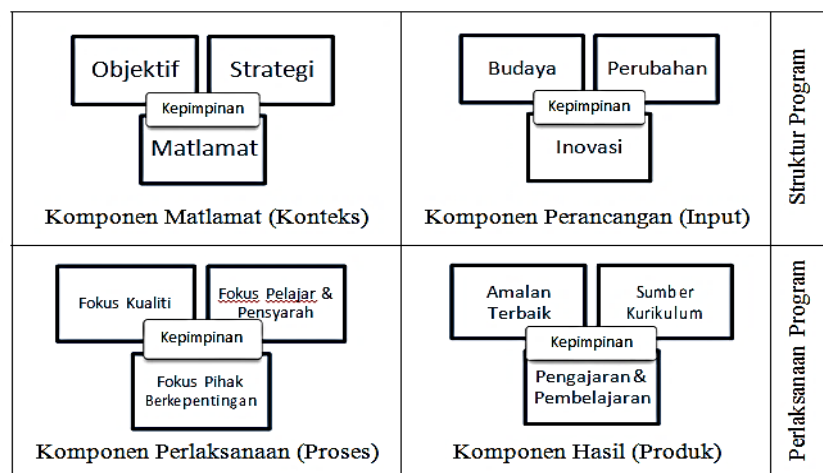 Objektif
Strategi
Kepimpinan
Matlamat
Komponen Matlamat (Konteks)
Budaya
Perubahan
Kepimpinan
Inovasi
Komponen Perancangan (Input)
Struktur Program
Fokus Kualiti
Fokus Pelajar &
Pensyarah
Kepimpinan
Fokus Pihak
Berkepentingan
Komponen Perlaksanaan (Proses)
Amalan
Terbaik
Sumber
Kurikulum
Kepimpinan
Pengajaran &
Pembelajaran
Komponen Hasil (Produk)
Perlaksanaan Program